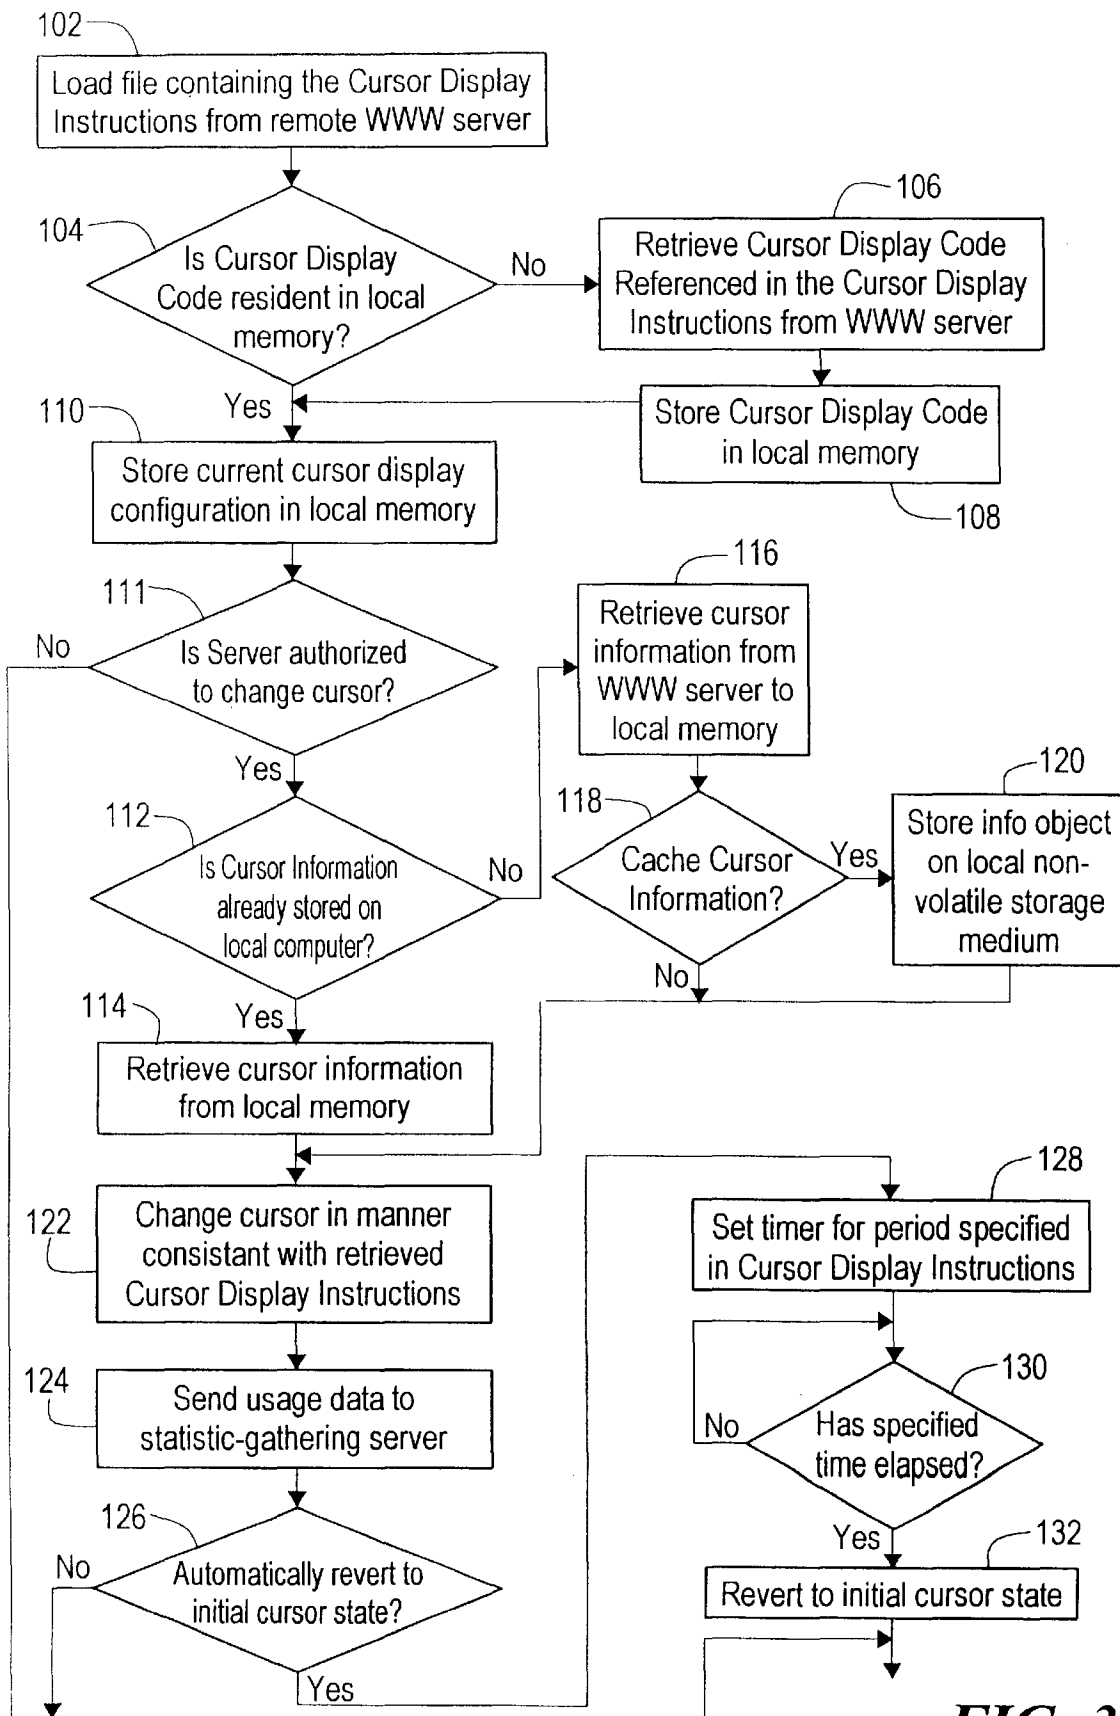 102
Load file containing the Cursor Display
Instructions from remote WWW server
104
Is Cursor Display
Code resident in local
memory?
No
106
Retrieve Cursor Display Code
Referenced in the Cursor Display
Instructions from WWW server
Yes
Store Cursor Display Code
in local memory
108
110
Store current cursor display
configuration in local memory
111
No
Is Server authorized
to change cursor?
Yes
116
Retrieve cursor
information from
WWW server to
local memory
112
Is Cursor Information
already stored on
local computer?
No
118
Cache Cursor
Information?
Yes
120
Store info object
on local non-
volatile storage
medium
No
Yes
114
Retrieve cursor information
from local memory
122
Change cursor in manner
consistant with retrieved
Cursor Display Instructions
128
Set timer for period specified
in Cursor Display Instructions
124
Send usage data to
statistic-gathering server
130
No
Has specified
time elapsed?
Yes
126
No
Automatically revert to
initial cursor state?
Yes
132
Revert to initial cursor state
FIG. 3